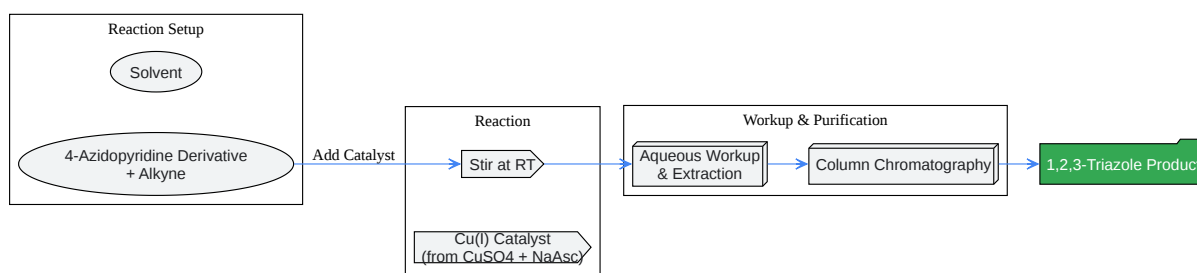 Reaction Setup
Solvent
4-Azidopyridine Derivative
+ Alkyne
Add Catalyst
Reaction
Stir at RT
Cu(I) Catalyst
(from CuSO4 + NaAsc)
Workup & Purification
Aqueous Workup
& Extraction
Column Chromatography
1,2,3-Triazole Product